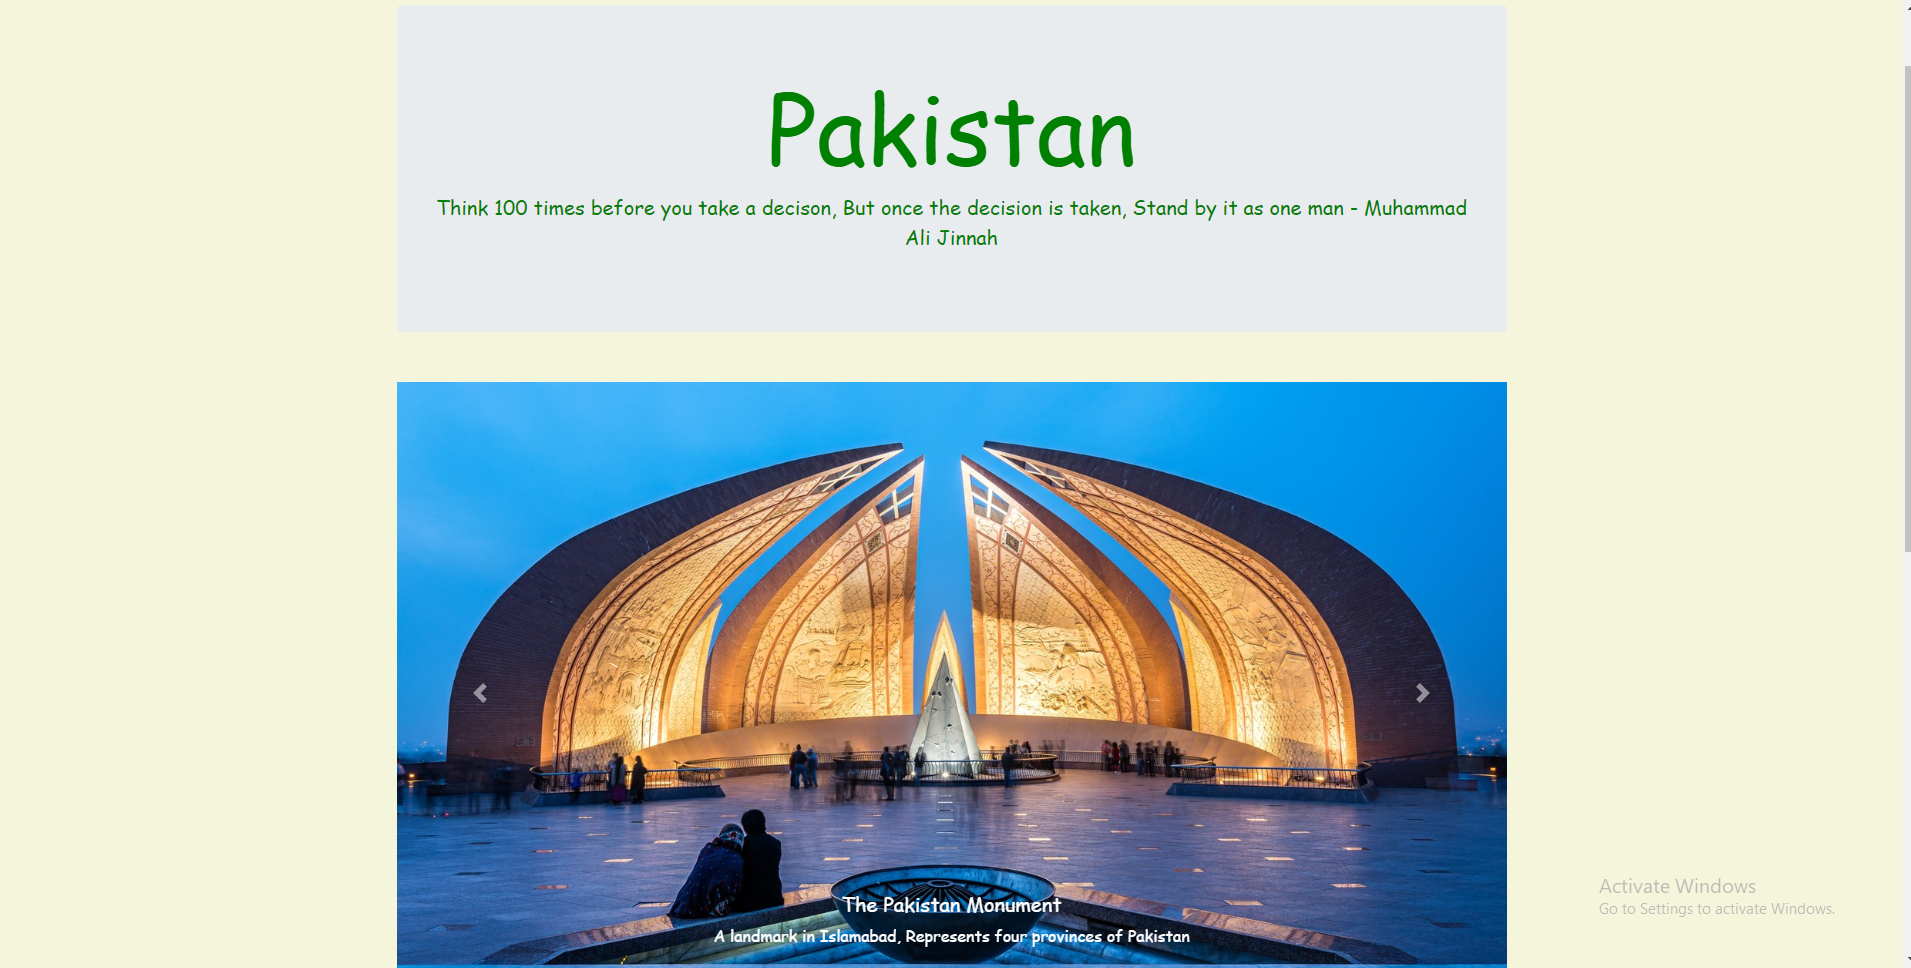 Pakistan
Think 100 times before you take a decison, But once the decision is taken, Stand by it as one man - Muhammad
Ali Jinnah
The Pakistan Monument
A landmark in Islamabad, Represents four provinces of Pakistan
Activate Windows
Go to Settings to activate Windows.